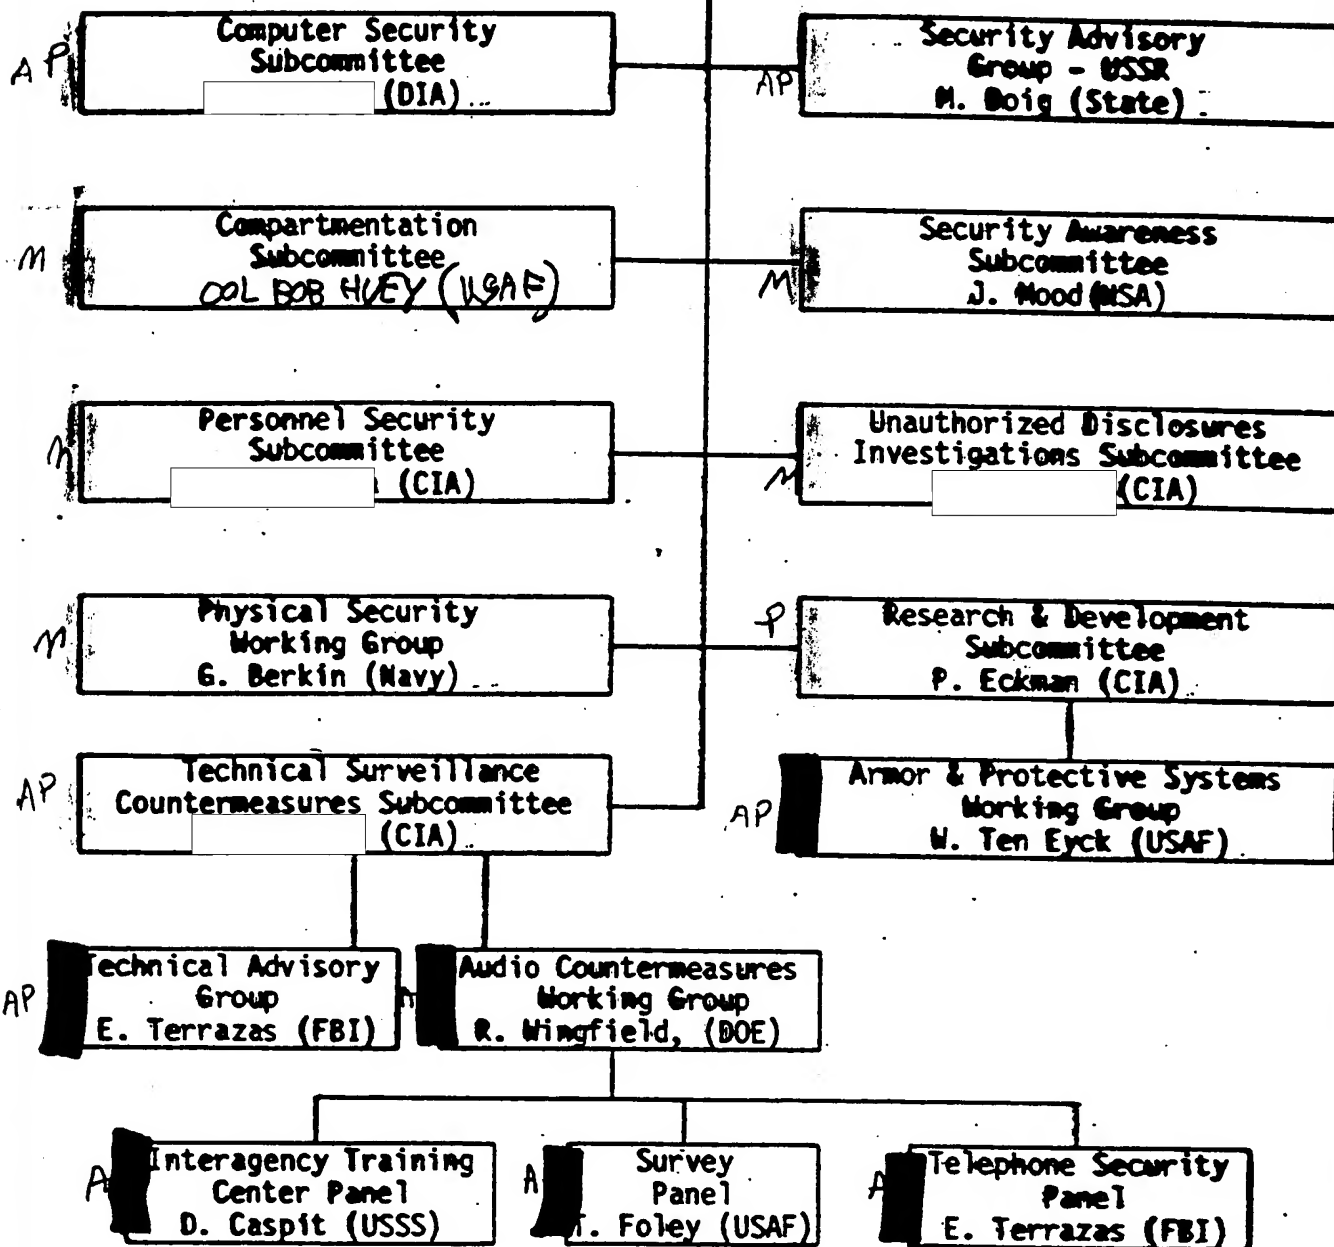 AP
Computer Security
Subcommittee
(DIA)
AP
Security Advisory
Group - USSR
M. Doig (State)
M
Compartmentation
Subcommittee
COL BOB HUEY (USAF)
M
Security Awareness
Subcommittee
J. Mood (NSA)
M
Personnel Security
Subcommittee
(CIA)
M
Unauthorized Disclosures
Investigations Subcommittee
(CIA)
M
Physical Security
Working Group
G. Berkin (Navy)
P
Research & Development
Subcommittee
P. Eckman (CIA)
AP
Technical Surveillance
Countermeasures Subcommittee
(CIA)
AP
Armor & Protective Systems
Working Group
W. Ten Eyck (USAF)
AP
Technical Advisory
Group
E. Terrazas (FBI)
Audio Countermeasures
Working Group
R. Wingfield, (DOE)
A
Interagency Training
Center Panel
D. Caspit (USSS)
A
Survey
Panel
T. Foley (USAF)
A
Telephone Security
Panel
E. Terrazas (FBI)